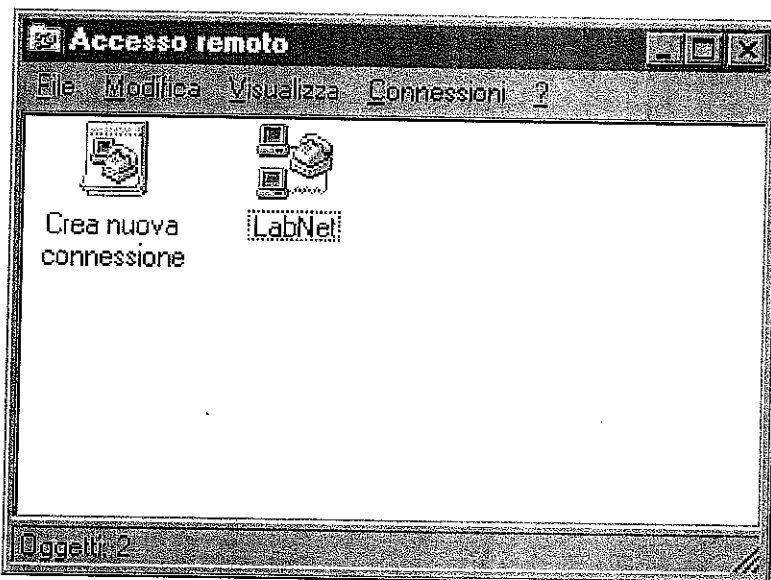 Accesso remoto
File Modifica Visualizza Connessioni ?
Crea nuova
connessione
LabNet
Oggetti: 2